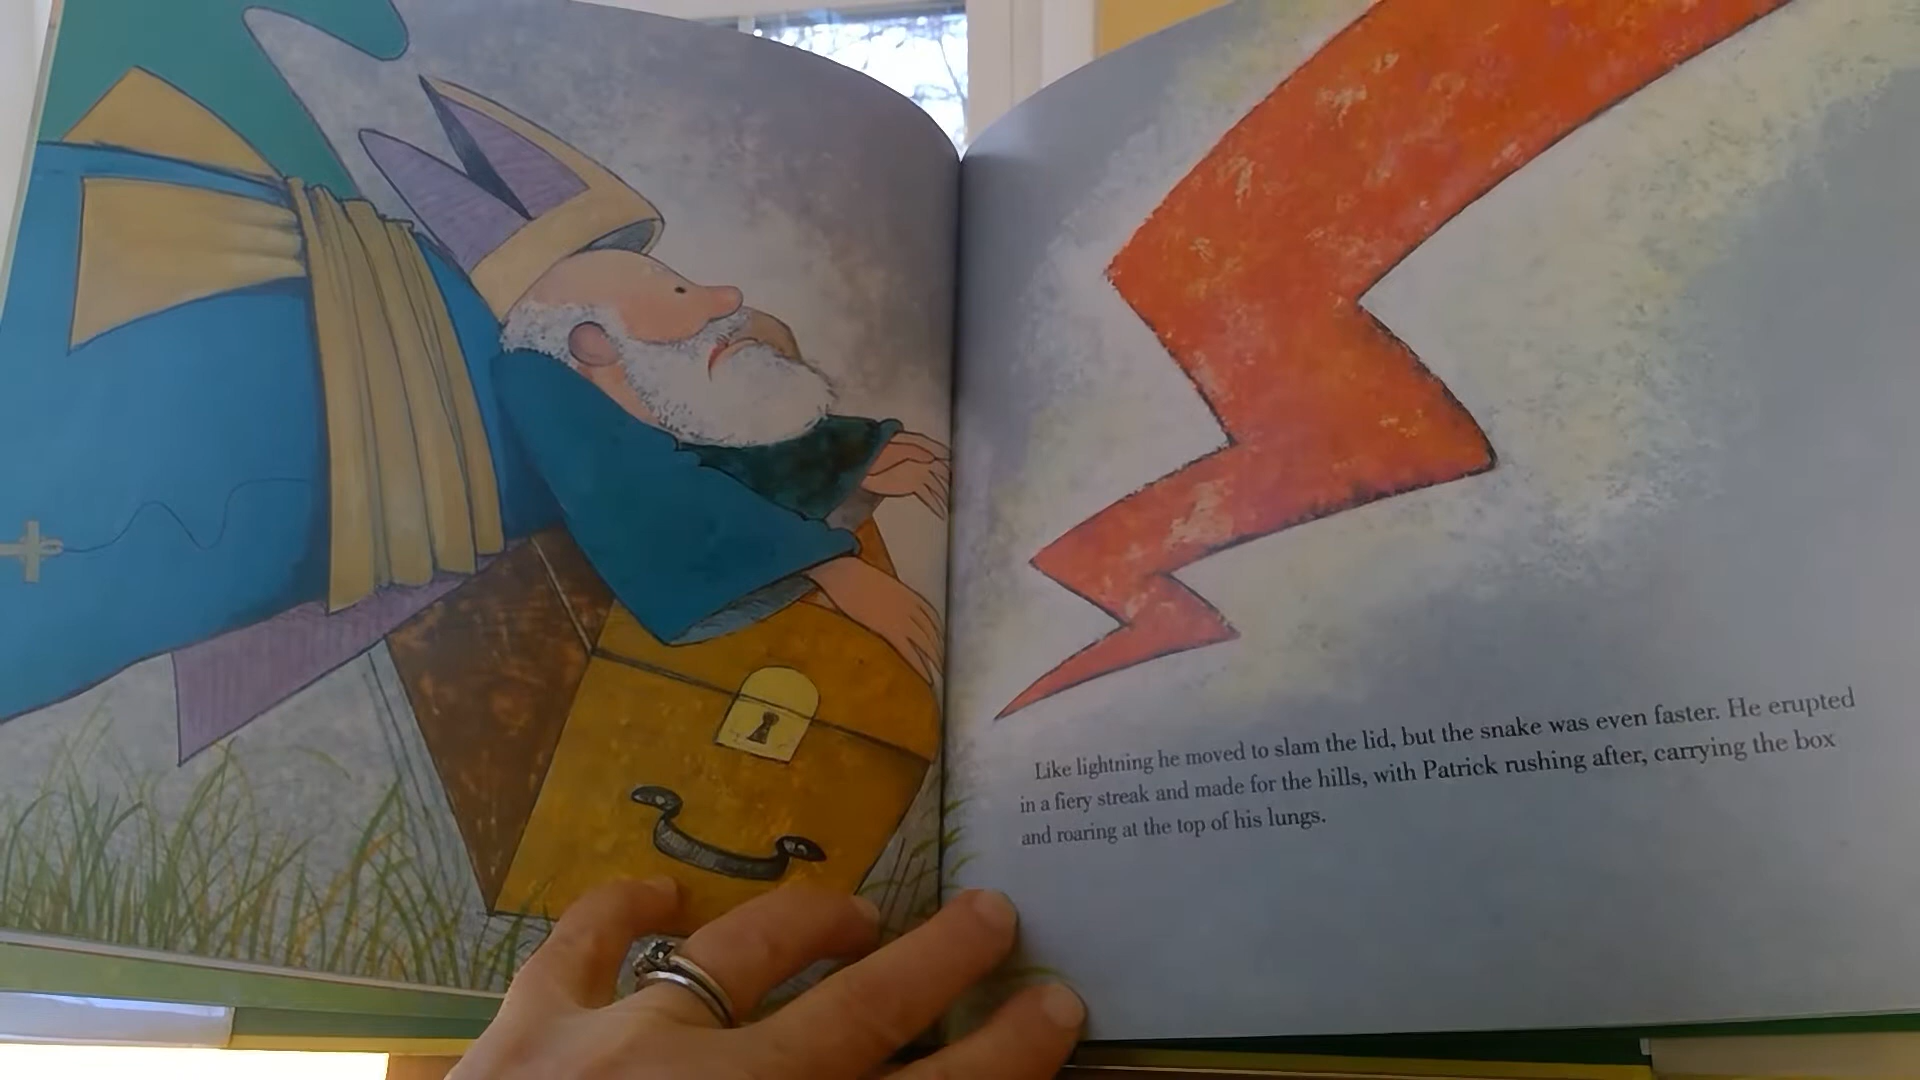 Like lightning he moved to slam the lid, but the snake was even faster. He erupted
in a fiery streak and made for the hills, with Patrick rushing after, carrying the box
and roaring at the top of his lungs.